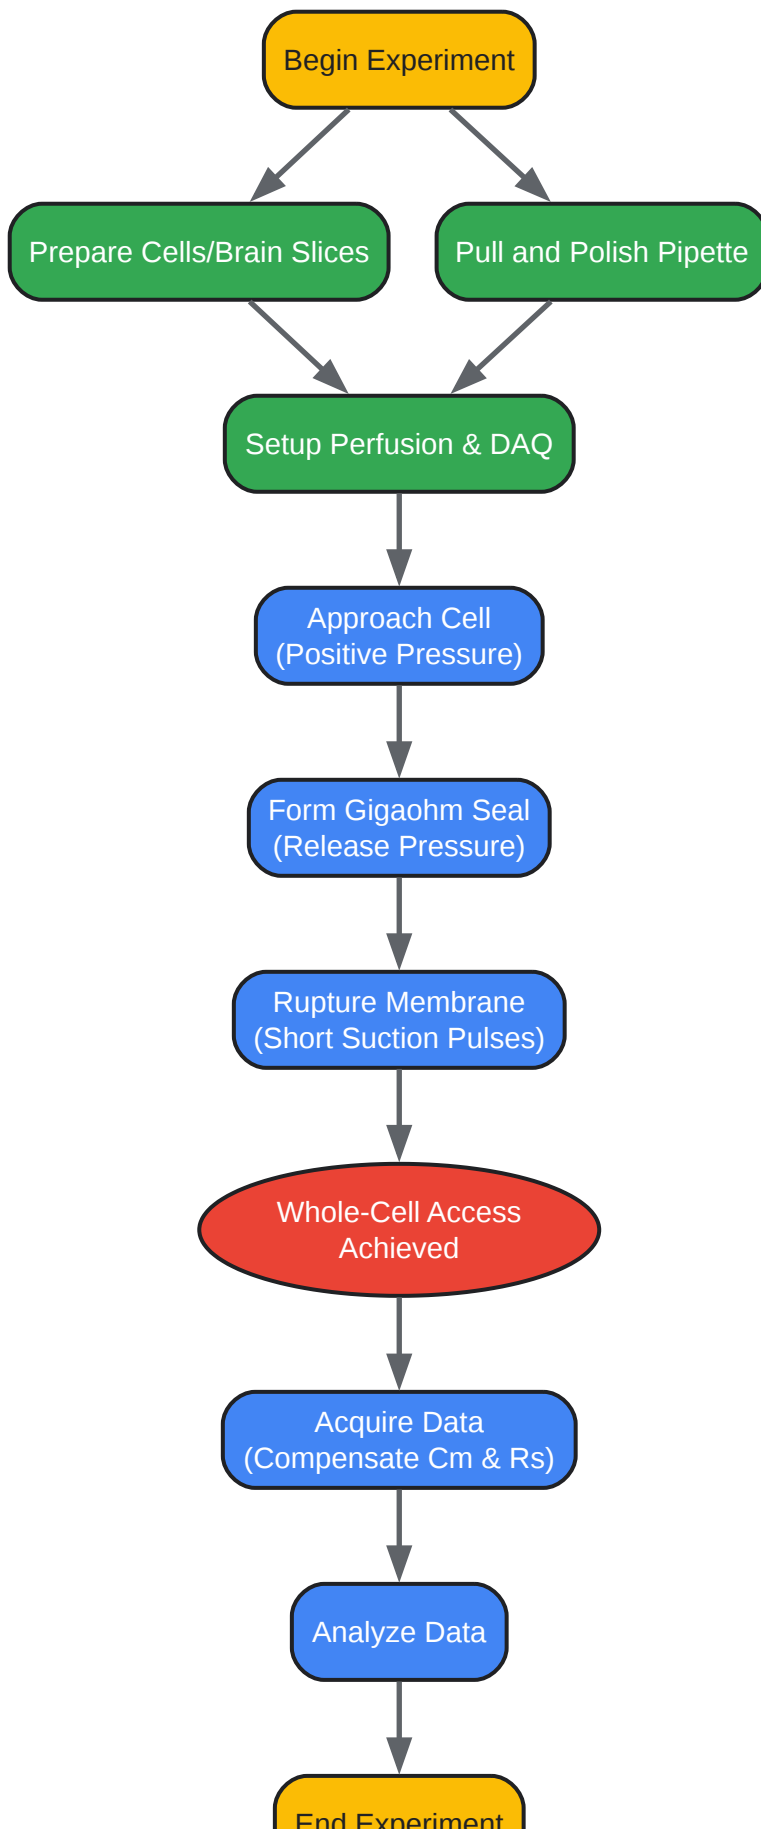 Begin Experiment
Prepare Cells/Brain Slices
Pull and Polish Pipette
Setup Perfusion & DAQ
Approach Cell
(Positive Pressure)
Form Gigaohm Seal
(Release Pressure)
Rupture Membrane
(Short Suction Pulses)
Whole-Cell Access
Achieved
Acquire Data
(Compensate Cm & Rs)
Analyze Data
End Experiment